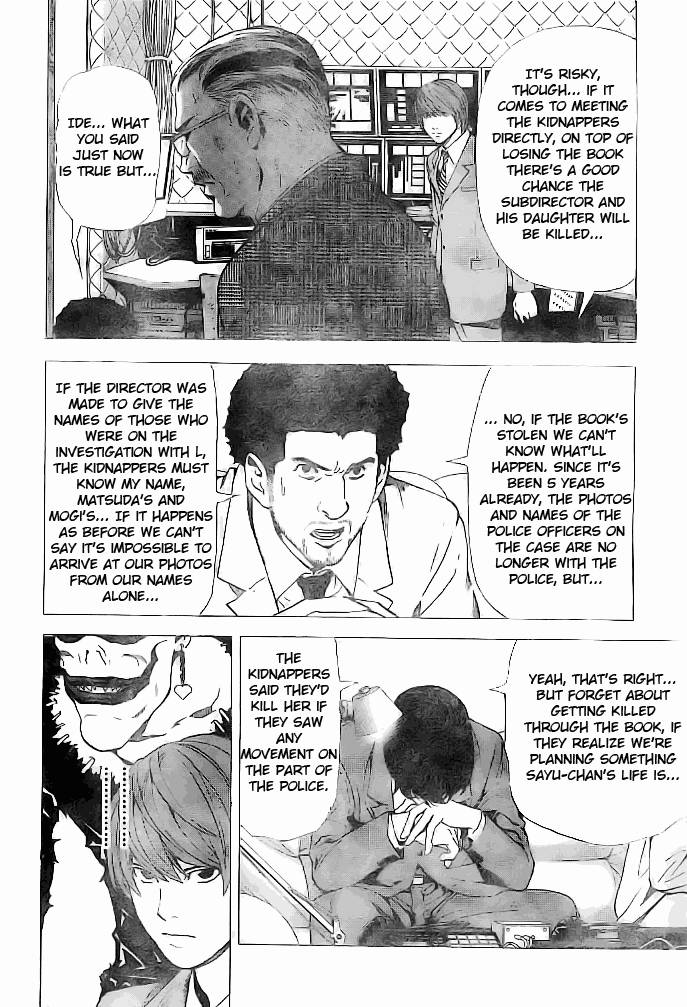 IT'S RISKY,
THOUGH... IF IT
COMES TO MEETING
THE KIDNAPPERS
DIRECTLY, ON TOP OF
LOSING THE BOOK
THERE'S A GOOD
CHANCE THE
SUBDIRECTOR AND
HIS DAUGHTER WILL
BE KILLED...
IDE... WHAT
YOU SAID
JUST NOW
IS TRUE BUT...
... NO, IF THE BOOK'S
STOLEN WE CAN'T
KNOW WHAT'LL
HAPPEN. SINCE IT'S
BEEN 5 YEARS
ALREADY, THE PHOTOS
AND NAMES OF THE
POLICE OFFICERS ON
THE CASE ARE NO
LONGER WITH THE
POLICE, BUT...
IF THE DIRECTOR WAS
MADE TO GIVE THE
NAMES OF THOSE WHO
WERE ON THE
INVESTIGATION WITH L,
THE KIDNAPPERS MUST
KNOW MY NAME,
MATSUDA'S AND
MOGI'S... IF IT HAPPENS
AS BEFORE WE CAN'T
SAY IT'S IMPOSSIBLE TO
ARRIVE AT OUR PHOTOS
FROM OUR NAMES
ALONE...
YEAH, THAT'S RIGHT...
BUT FORGET ABOUT
GETTING KILLED
THROUGH THE BOOK, IF
THEY REALIZE WE'RE
PLANNING SOMETHING
SAYU-CHAN'S LIFE IS...
THE
KIDNAPPERS
SAID THEY'D
KILL HER IF
THEY SAW
ANY
MOVEMENT ON
THE PART OF
THE POLICE.